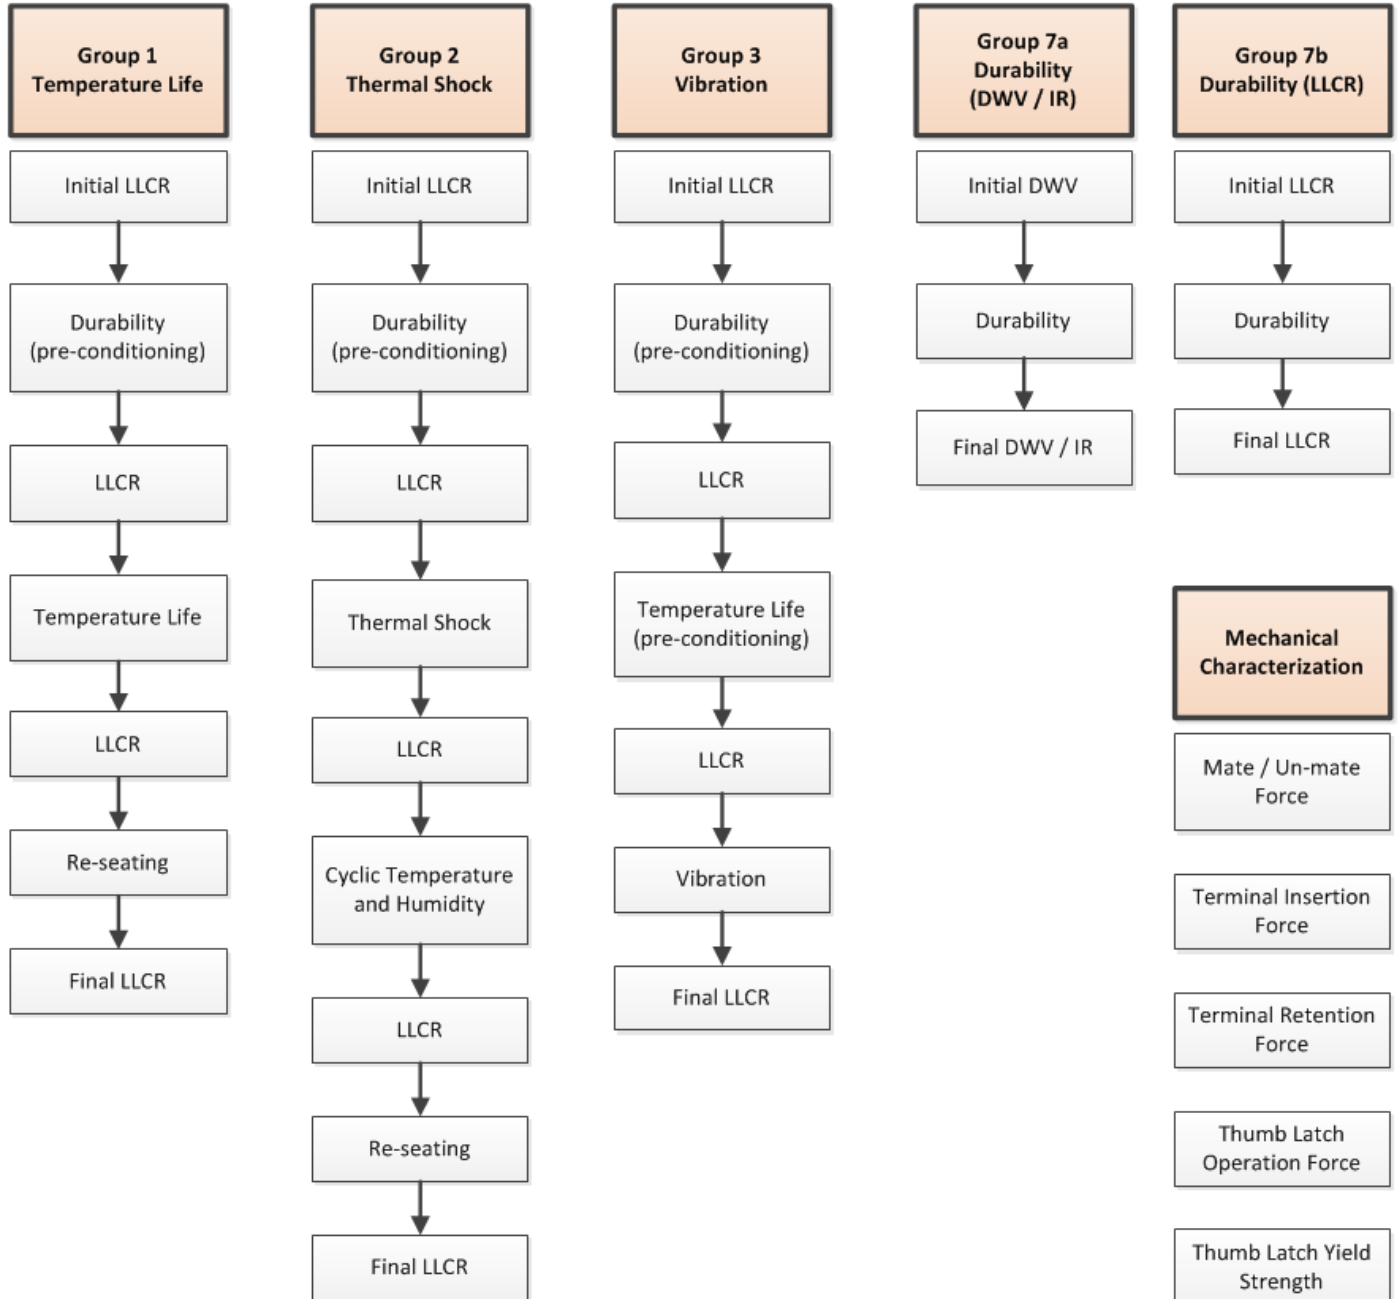 Group 1
Temperature Life
Initial LLCR
Durability
(pre-conditioning)
LLCR
Temperature Life
LLCR
Re-seating
Final LLCR
Group 2
Thermal Shock
Initial LLCR
Durability
(pre-conditioning)
LLCR
Thermal Shock
LLCR
Cyclic Temperature
and Humidity
LLCR
Re-seating
Final LLCR
Group 3
Vibration
Initial LLCR
Durability
(pre-conditioning)
LLCR
Temperature Life
(pre-conditioning)
LLCR
Vibration
Final LLCR
Group 7a
Durability
(DWV / IR)
Initial DWV
Durability
Final DWV / IR
Group 7b
Durability (LLCR)
Initial LLCR
Durability
Final LLCR
Mechanical
Characterization
Mate / Un-mate
Force
Terminal Insertion
Force
Terminal Retention
Force
Thumb Latch
Operation Force
Thumb Latch Yield
Strength